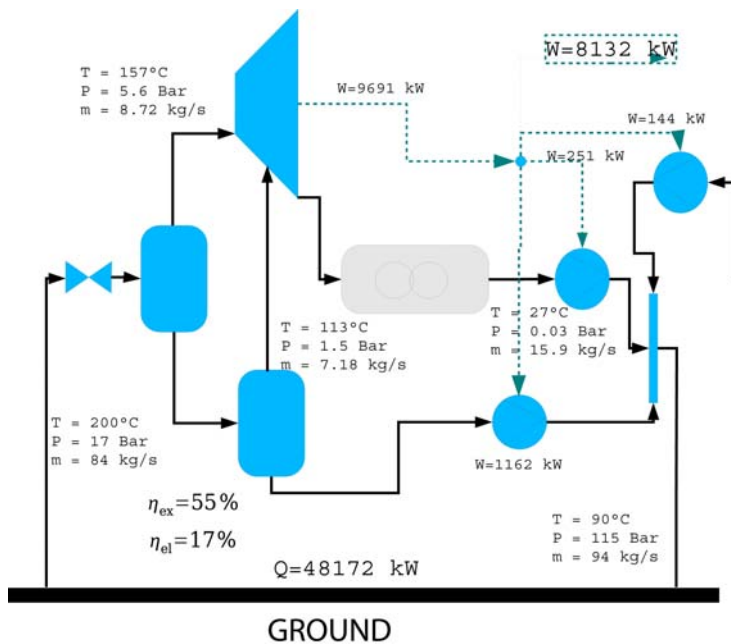 W=8132 kW
T = 157°C
P = 5.6 Bar
m = 8.72 kg/s
W=9691 kW
W=144 kW
W=251 kW
T = 113°C
P = 1.5 Bar
m = 7.18 kg/s
T = 27°C
P = 0.03 Bar
m = 15.9 kg/s
T = 200°C
P = 17 Bar
m = 84 kg/s
W=1162 kW
ηex=55%
ηel=17%
T = 90°C
P = 115 Bar
m = 94 kg/s
Q=48172 kW
GROUND